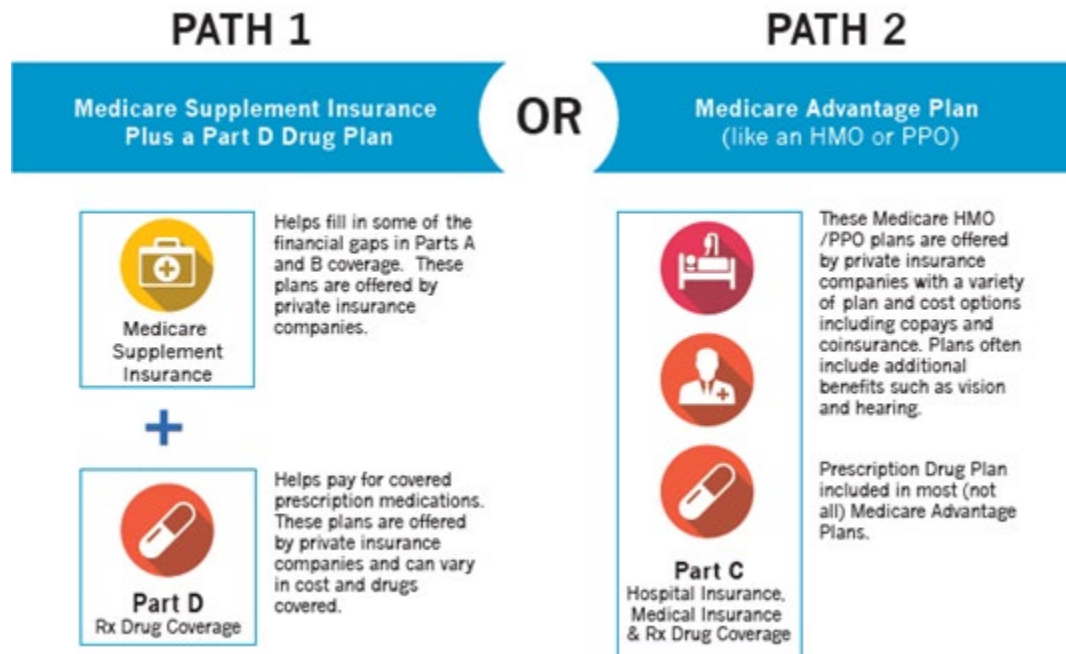 PATH 1
Medicare Supplement Insurance
Plus a Part D Drug Plan
OR
PATH 2
Medicare Advantage Plan
(like an HMO or PPO)
Medicare
Supplement
Insurance
Helps fill in some of the
financial gaps in Parts A
and B coverage. These
plans are offered by
private insurance
companies.
+
Part D
Rx Drug Coverage
Helps pay for covered
prescription medications.
These plans are offered
by private insurance
companies and can vary
in cost and drugs
covered.
Part C
Hospital Insurance,
Medical Insurance
& Rx Drug Coverage
These Medicare HMO
/PPO plans are offered
by private insurance
companies with a variety
of plan and cost options
including copays and
coinsurance. Plans often
include additional
benefits such as vision
and hearing.
Prescription Drug Plan
included in most (not
all) Medicare Advantage
Plans.